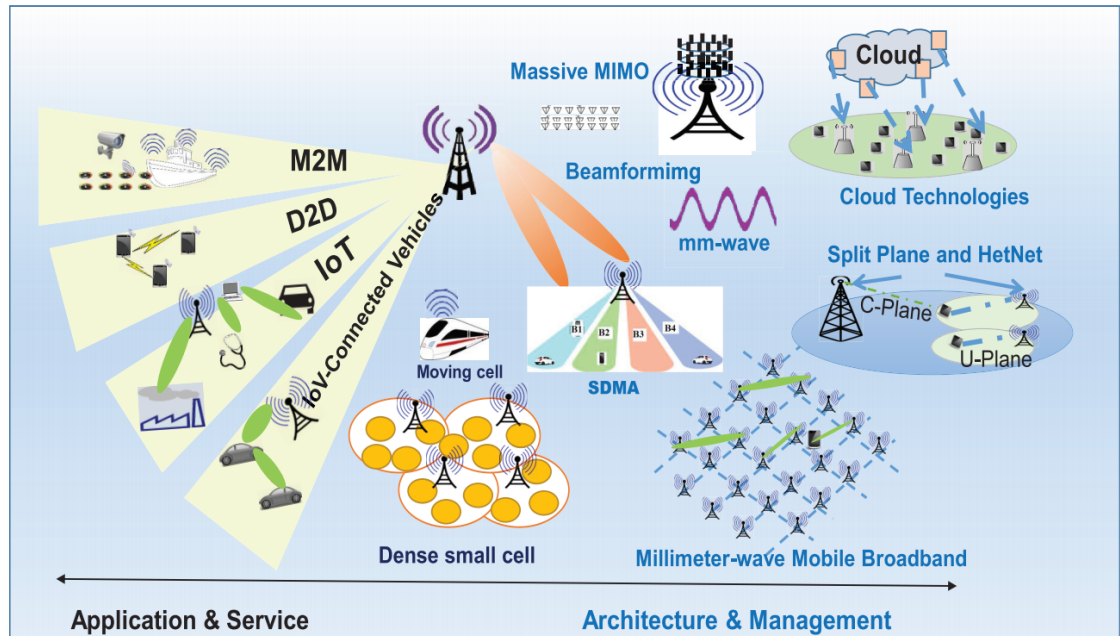 Massive MIMO
Cloud
M2M
Beamformimg
Cloud Technologies
D2D
mm-wave
IoT
IoV-Connected Vehicles
Split Plane and HetNet
C-Plane
B1
B2
B3
B4
U-Plane
Moving cell
SDMA
Dense small cell
Millimeter-wave Mobile Broadband
Application & Service
Architecture & Management